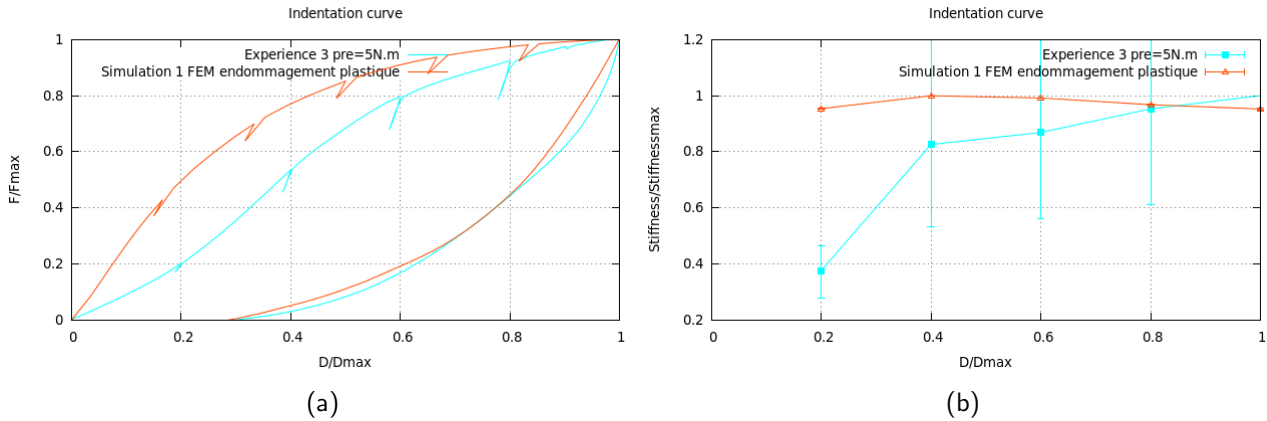 Indentation curve
Experience 3 pre=5N.m
Simulation 1 FEM endommagement plastique
1
0.8
0.6
0.4
0.2
0
F/Fmax
0 0.2 0.4 0.6 0.8 1
D/Dmax
(a)
Indentation curve
Experience 3 pre=5N.m
Simulation 1 FEM endommagement plastique
1.2
1
0.8
0.6
0.4
0.2
Stiffness/Stiffnessmax
0 0.2 0.4 0.6 0.8 1
D/Dmax
(b)